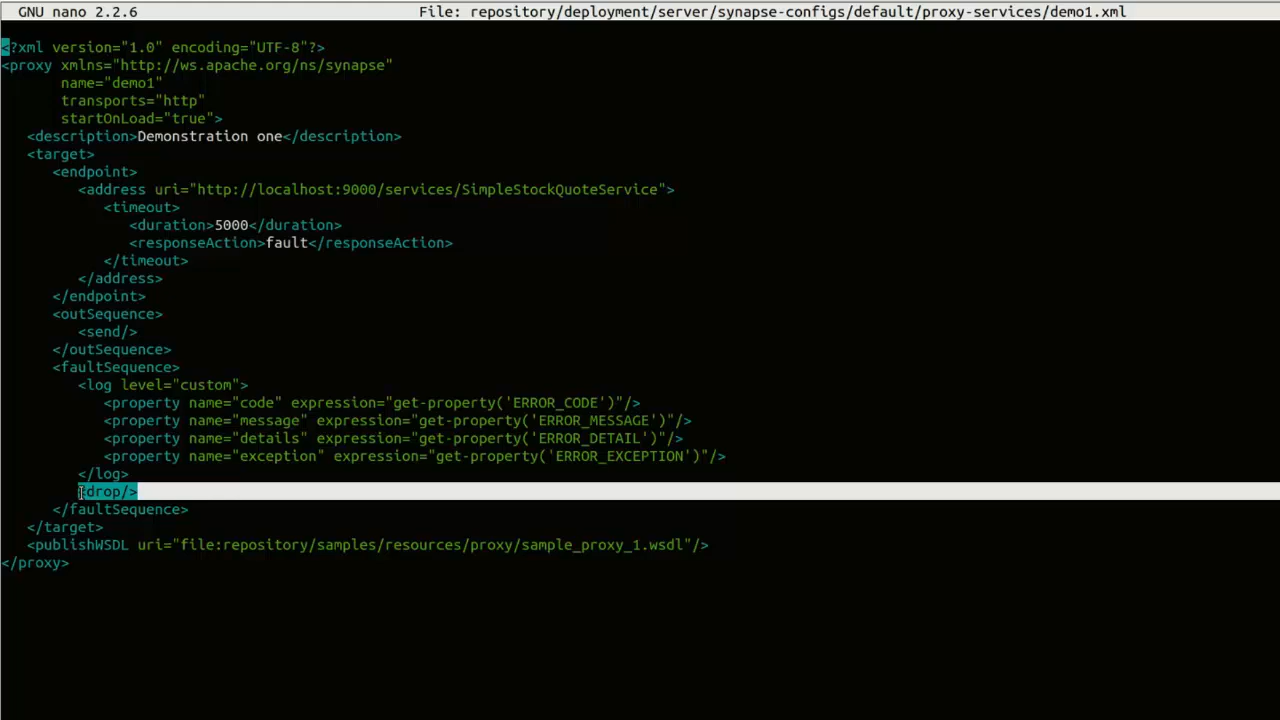 GNU nano 2.2.6 File: repository/deployment/server/synapse-configs/default/proxy-services/demo1.xml
<?xml version="1.0" encoding="UTF-8"?>
<proxy xmlns="http://ws.apache.org/ns/synapse"
name="demo1"
transports="http"
startOnLoad="true">
<description>Demonstration one</description>
<target>
<endpoint>
<address uri="http://localhost:9000/services/SimpleStockQuoteService">
<timeout>
<duration>5000</duration>
<responseAction>fault</responseAction>
</timeout>
</address>
</endpoint>
<outSequence>
<send/>
</outSequence>
<faultSequence>
<log level="custom">
<property name="code" expression="get-property('ERROR_CODE')"/>
<property name="message" expression="get-property('ERROR_MESSAGE')"/>
<property name="details" expression="get-property('ERROR_DETAIL')"/>
<property name="exception" expression="get-property('ERROR_EXCEPTION')"/>
</log>
<drop/>
</faultSequence>
</target>
<publishWSDL uri="file:repository/samples/resources/proxy/sample_proxy_1.wsdl"/>
</proxy>